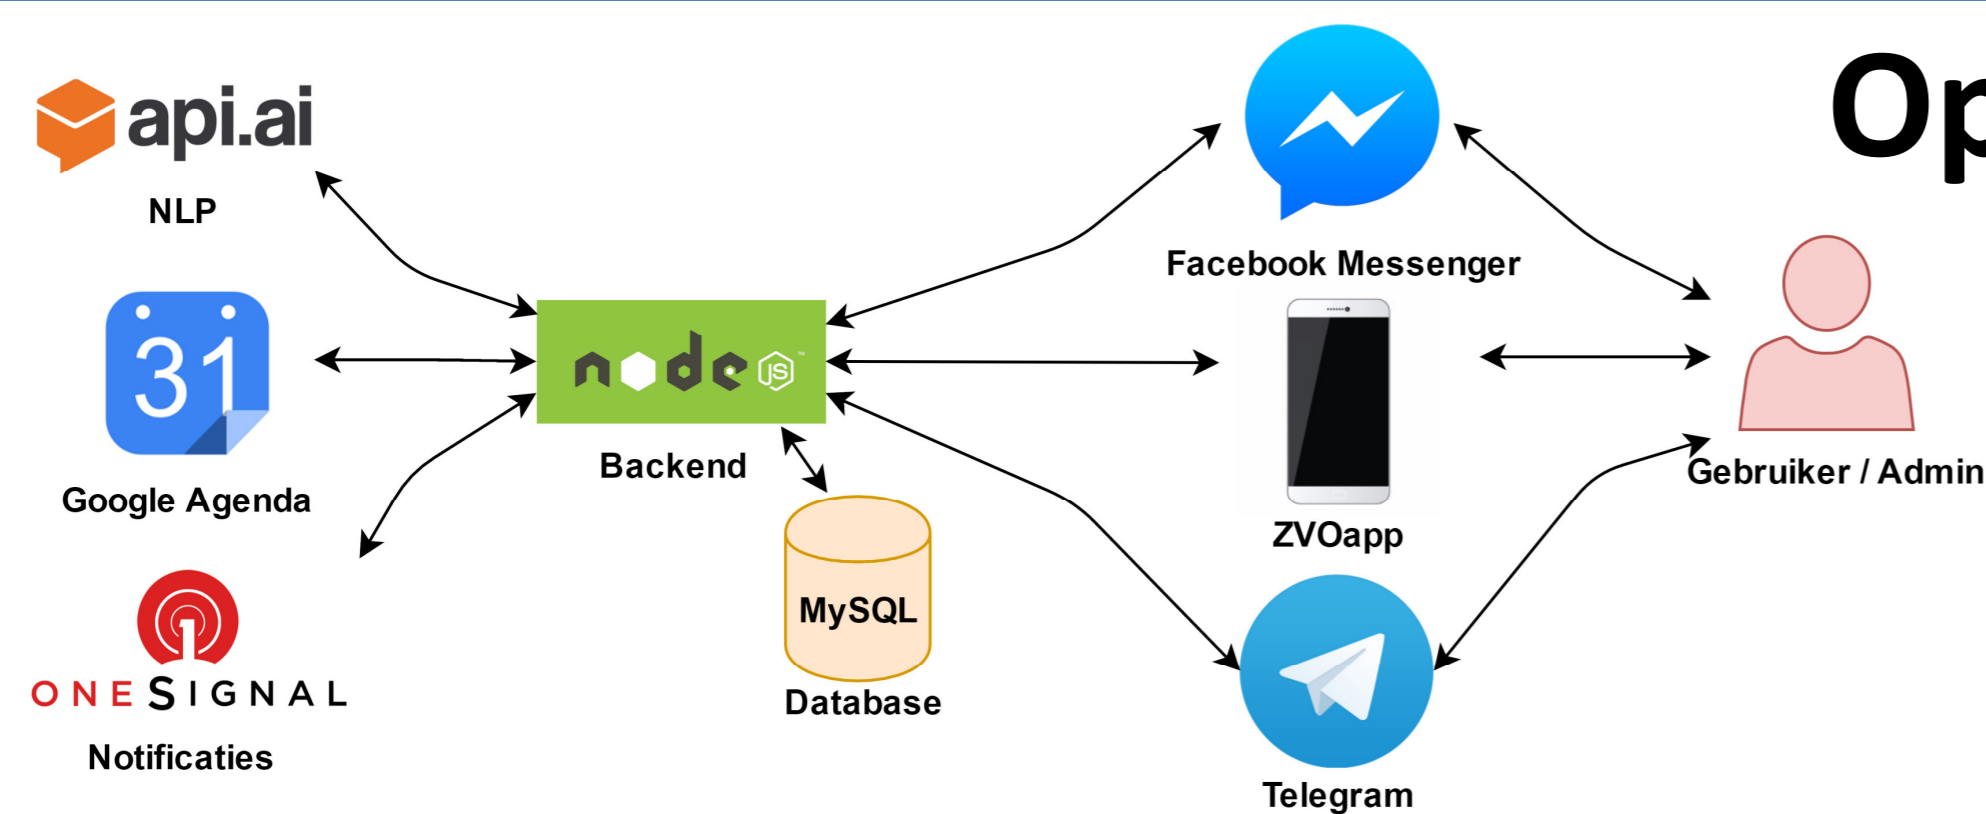 api.ai
NLP
31
Google Agenda
ONESIGNAL
Notificaties
node JS ™
Backend
MySQL
Database
Facebook Messenger
ZVOapp
Telegram
Op
Gebruiker / Admin